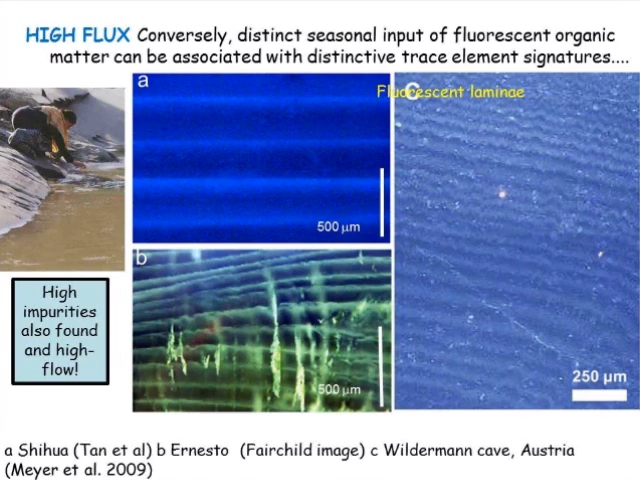 HIGH FLUX Conversely, distinct seasonal input of fluorescent organic
matter can be associated with distinctive trace element signatures....
a
Fluorescent laminae
c
500 µm
b
500 µm
High
impurities
also found
and high-
flow!
250 µm
a Shihua (Tan et al) b Ernesto (Fairchild image) c Wildermann cave, Austria
(Meyer et al. 2009)